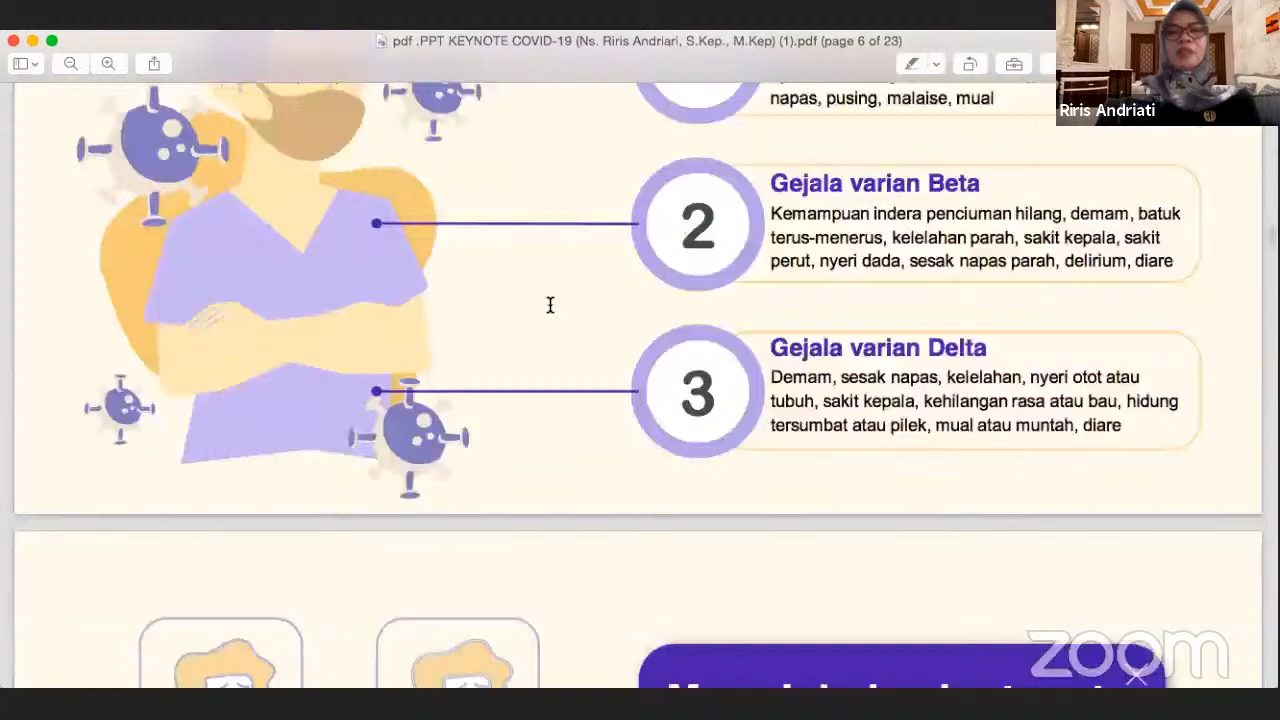 pdf .PPT KEYNOTE COVID-19 (Ns. Riris Andriari, S.Kep., M.Kep) (1).pdf (page 6 of 23)
Riris Andriati
napas, pusing, malaise, mual
2
Gejala varian Beta
Kemampuan indera penciuman hilang, demam, batuk
terus-menerus, kelelahan parah, sakit kepala, sakit
perut, nyeri dada, sesak napas parah, delirium, diare
3
Gejala varian Delta
Demam, sesak napas, kelelahan, nyeri otot atau
tubuh, sakit kepala, kehilangan rasa atau bau, hidung
tersumbat atau pilek, mual atau muntah, diare
zoom